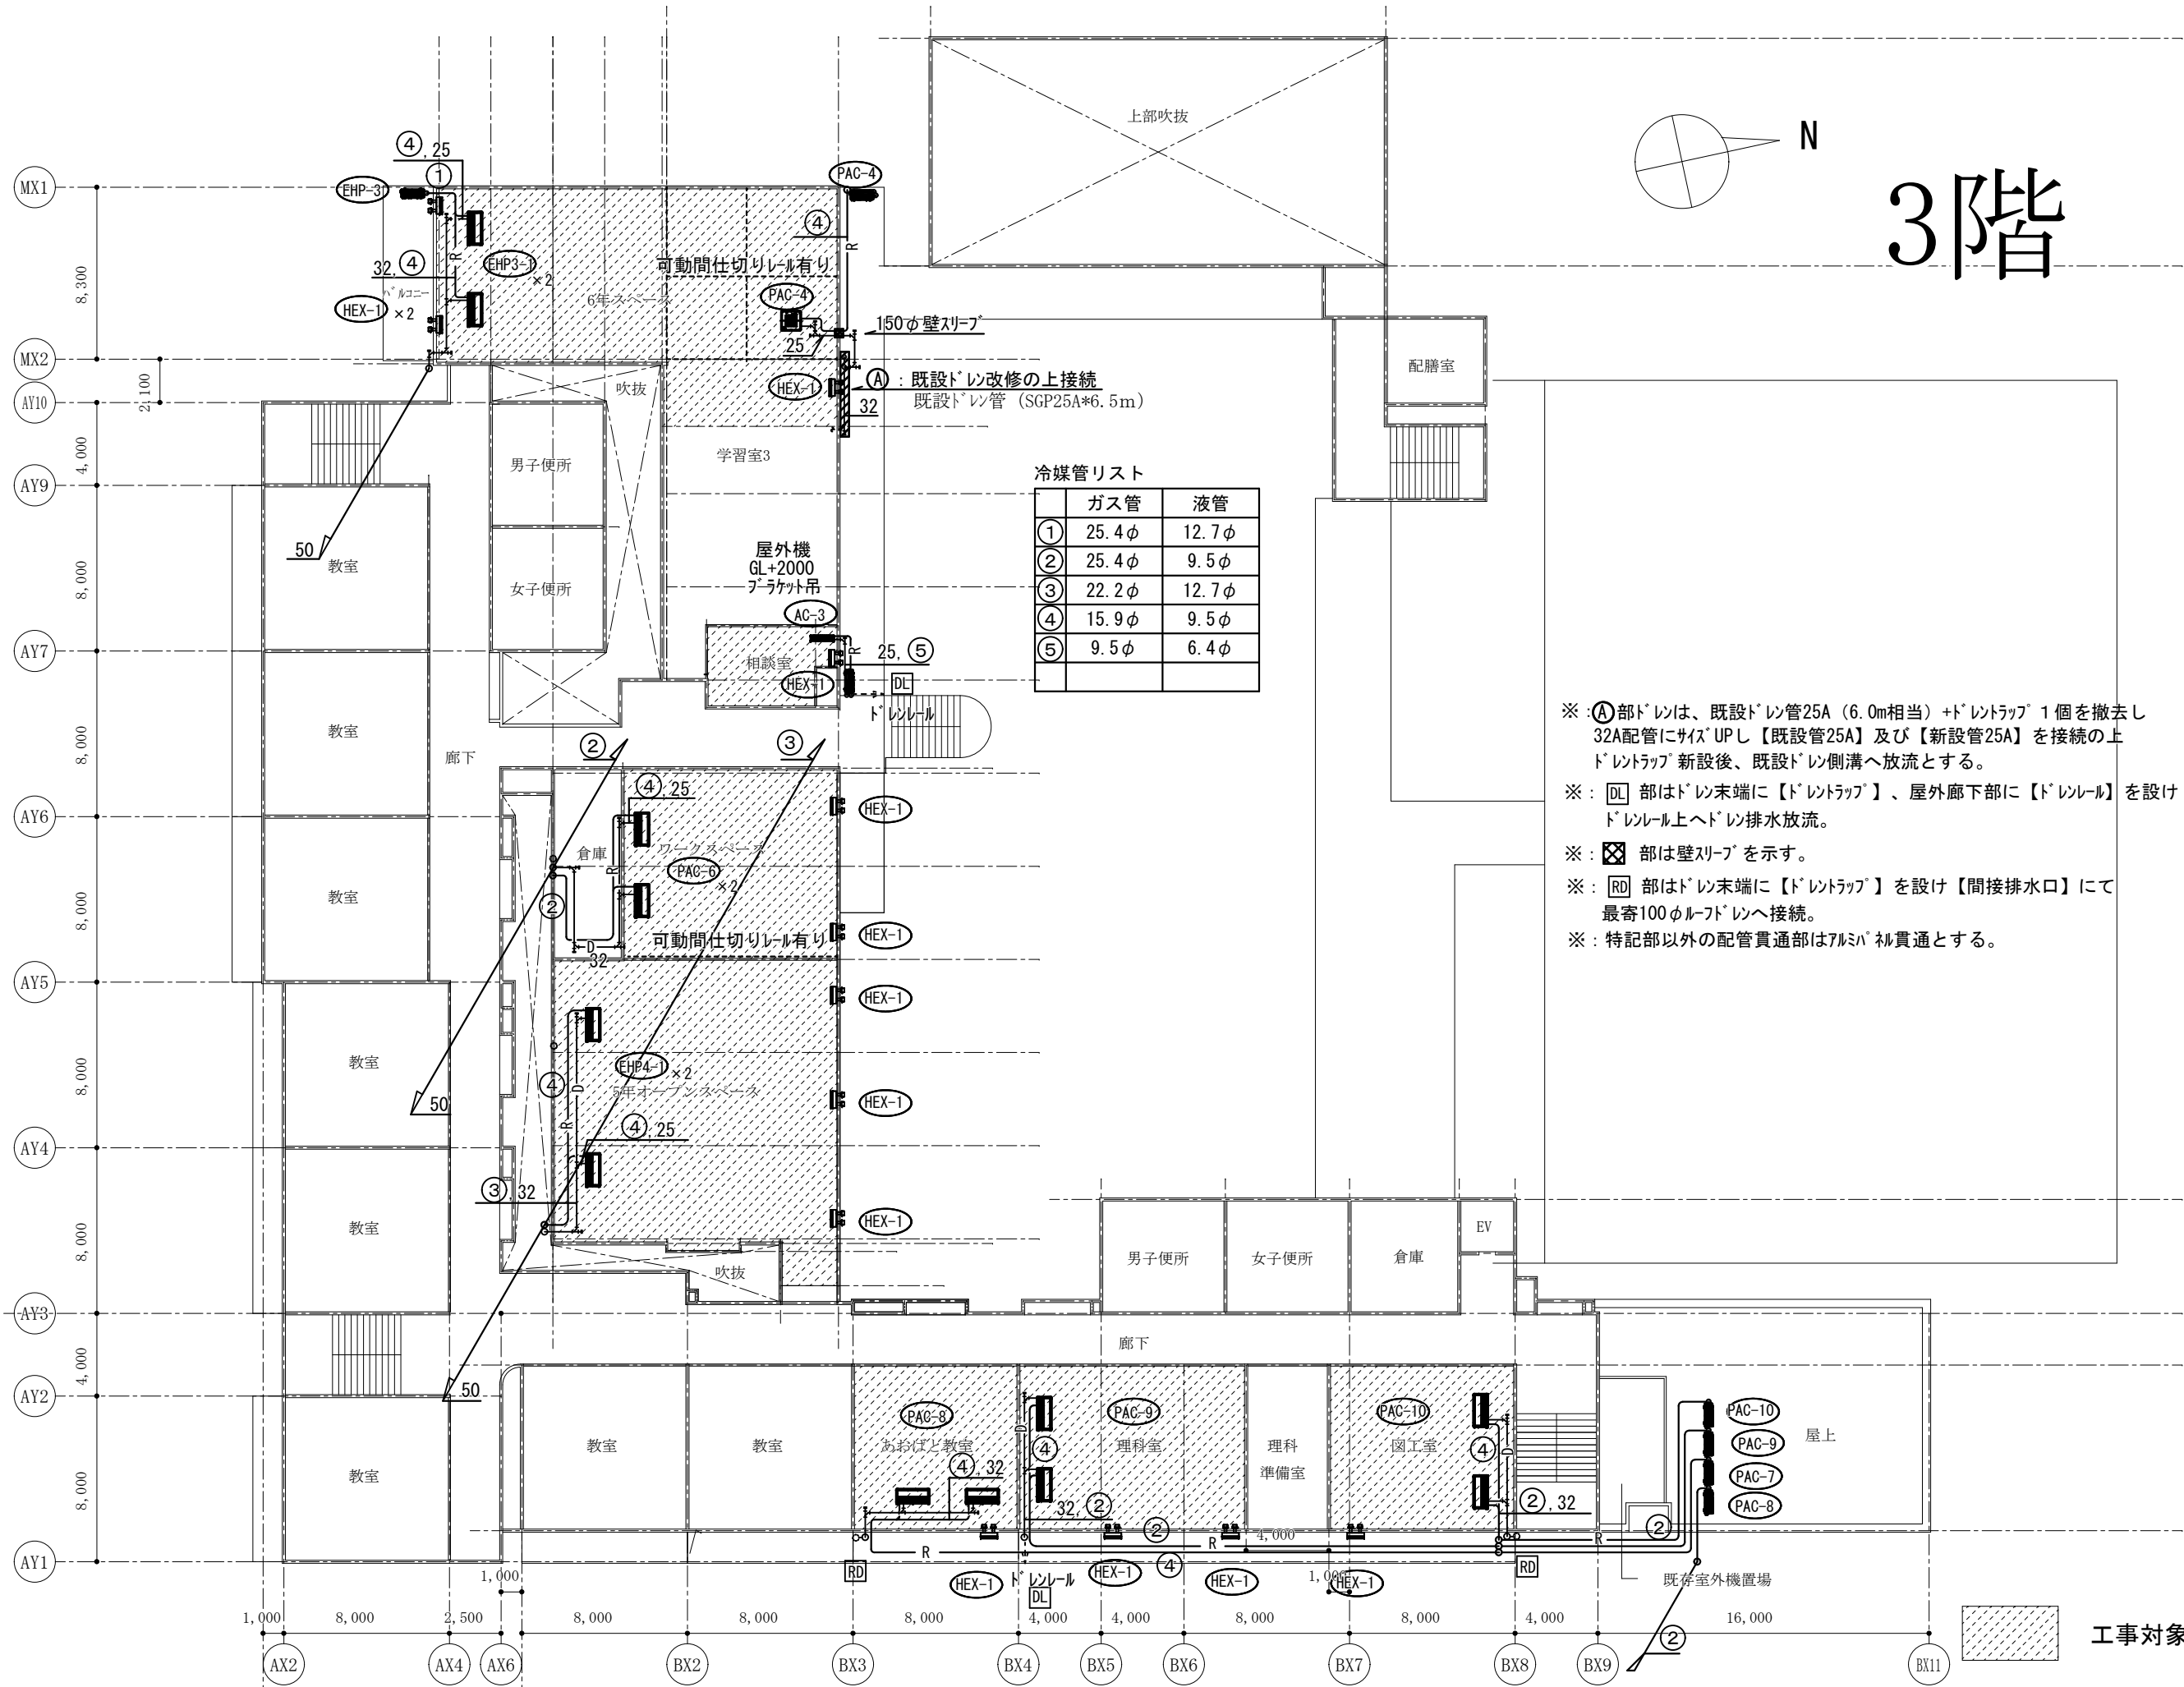 上部吹抜
N
3階
④,25
①
EHP-3
PAC-4
MX1
④
R
R
32,④
EHP3-1
×2
可動間仕切りレール有り
8,300
バルコニー
6年スペース
PAC-4
HEX-1
×2
150φ壁スリーブ
25
MX2
配膳室
2,100
吹抜
HEX-1
Ⓐ：既設ドレン改修の上接続
既設ドレン管（SGP25A*6.5m）
32
AY10
4,000
男子便所
学習室3
AY9
冷媒管リスト
ガス管 液管
① 25.4φ 12.7φ
② 25.4φ 9.5φ
③ 22.2φ 12.7φ
④ 15.9φ 9.5φ
⑤ 9.5φ 6.4φ
50
屋外機
GL+2000
ブラケット吊
教室
8,000
女子便所
AC-3
AY7
相談室
R
25,⑤
HEX-1
DL
ドレンレール
※：Ⓐ部ドレンは、既設ドレン管25A（6.0m相当）+ドレントラップ１個を撤去し
32A配管にサイズUPし【既設管25A】及び【新設管25A】を接続の上
ドレントラップ新設後、既設ドレン側溝へ放流とする。
※：DL 部はドレン末端に【ドレントラップ】、屋外廊下部に【ドレンレール】を設け
ドレンレール上へドレン排水放流。
※： 部は壁スリーブを示す。
※：RD 部はドレン末端に【ドレントラップ】を設け【間接排水口】にて
最寄100φルーフドレンへ接続。
※：特記部以外の配管貫通部はアルミパネル貫通とする。
教室
8,000
廊下
②
③
④,25
HEX-1
AY6
倉庫
ワークスペース
R
PAC-6
×2
教室
8,000
②
HEX-1
D
可動間仕切りレール有り
32
AY5
HEX-1
教室
8,000
EHP4-1
×2
④
D
5年オープンスペース
HEX-1
50
R
④,25
AY4
③,32
HEX-1
教室
8,000
吹抜
男子便所
女子便所
倉庫
EV
AY3
廊下
4,000
AY2
50
PAC-8
PAC-9
PAC-10
PAC-10
PAC-9
PAC-7
PAC-8
屋上
教室
教室
教室
あおばと教室
理科室
理科
準備室
図工室
D
④
④
D
④,32
32,②
②,32
8,000
②
4,000
②
R
R
R
AY1
④
RD
RD
1,000
HEX-1
ドレンレール
HEX-1
HEX-1
1,000
HEX-1
DL
既存室外機置場
1,000
8,000
2,500
8,000
8,000
8,000
4,000
4,000
8,000
8,000
4,000
16,000
②
工事対象
AX2
AX4
AX6
BX2
BX3
BX4
BX5
BX6
BX7
BX8
BX9
BX11